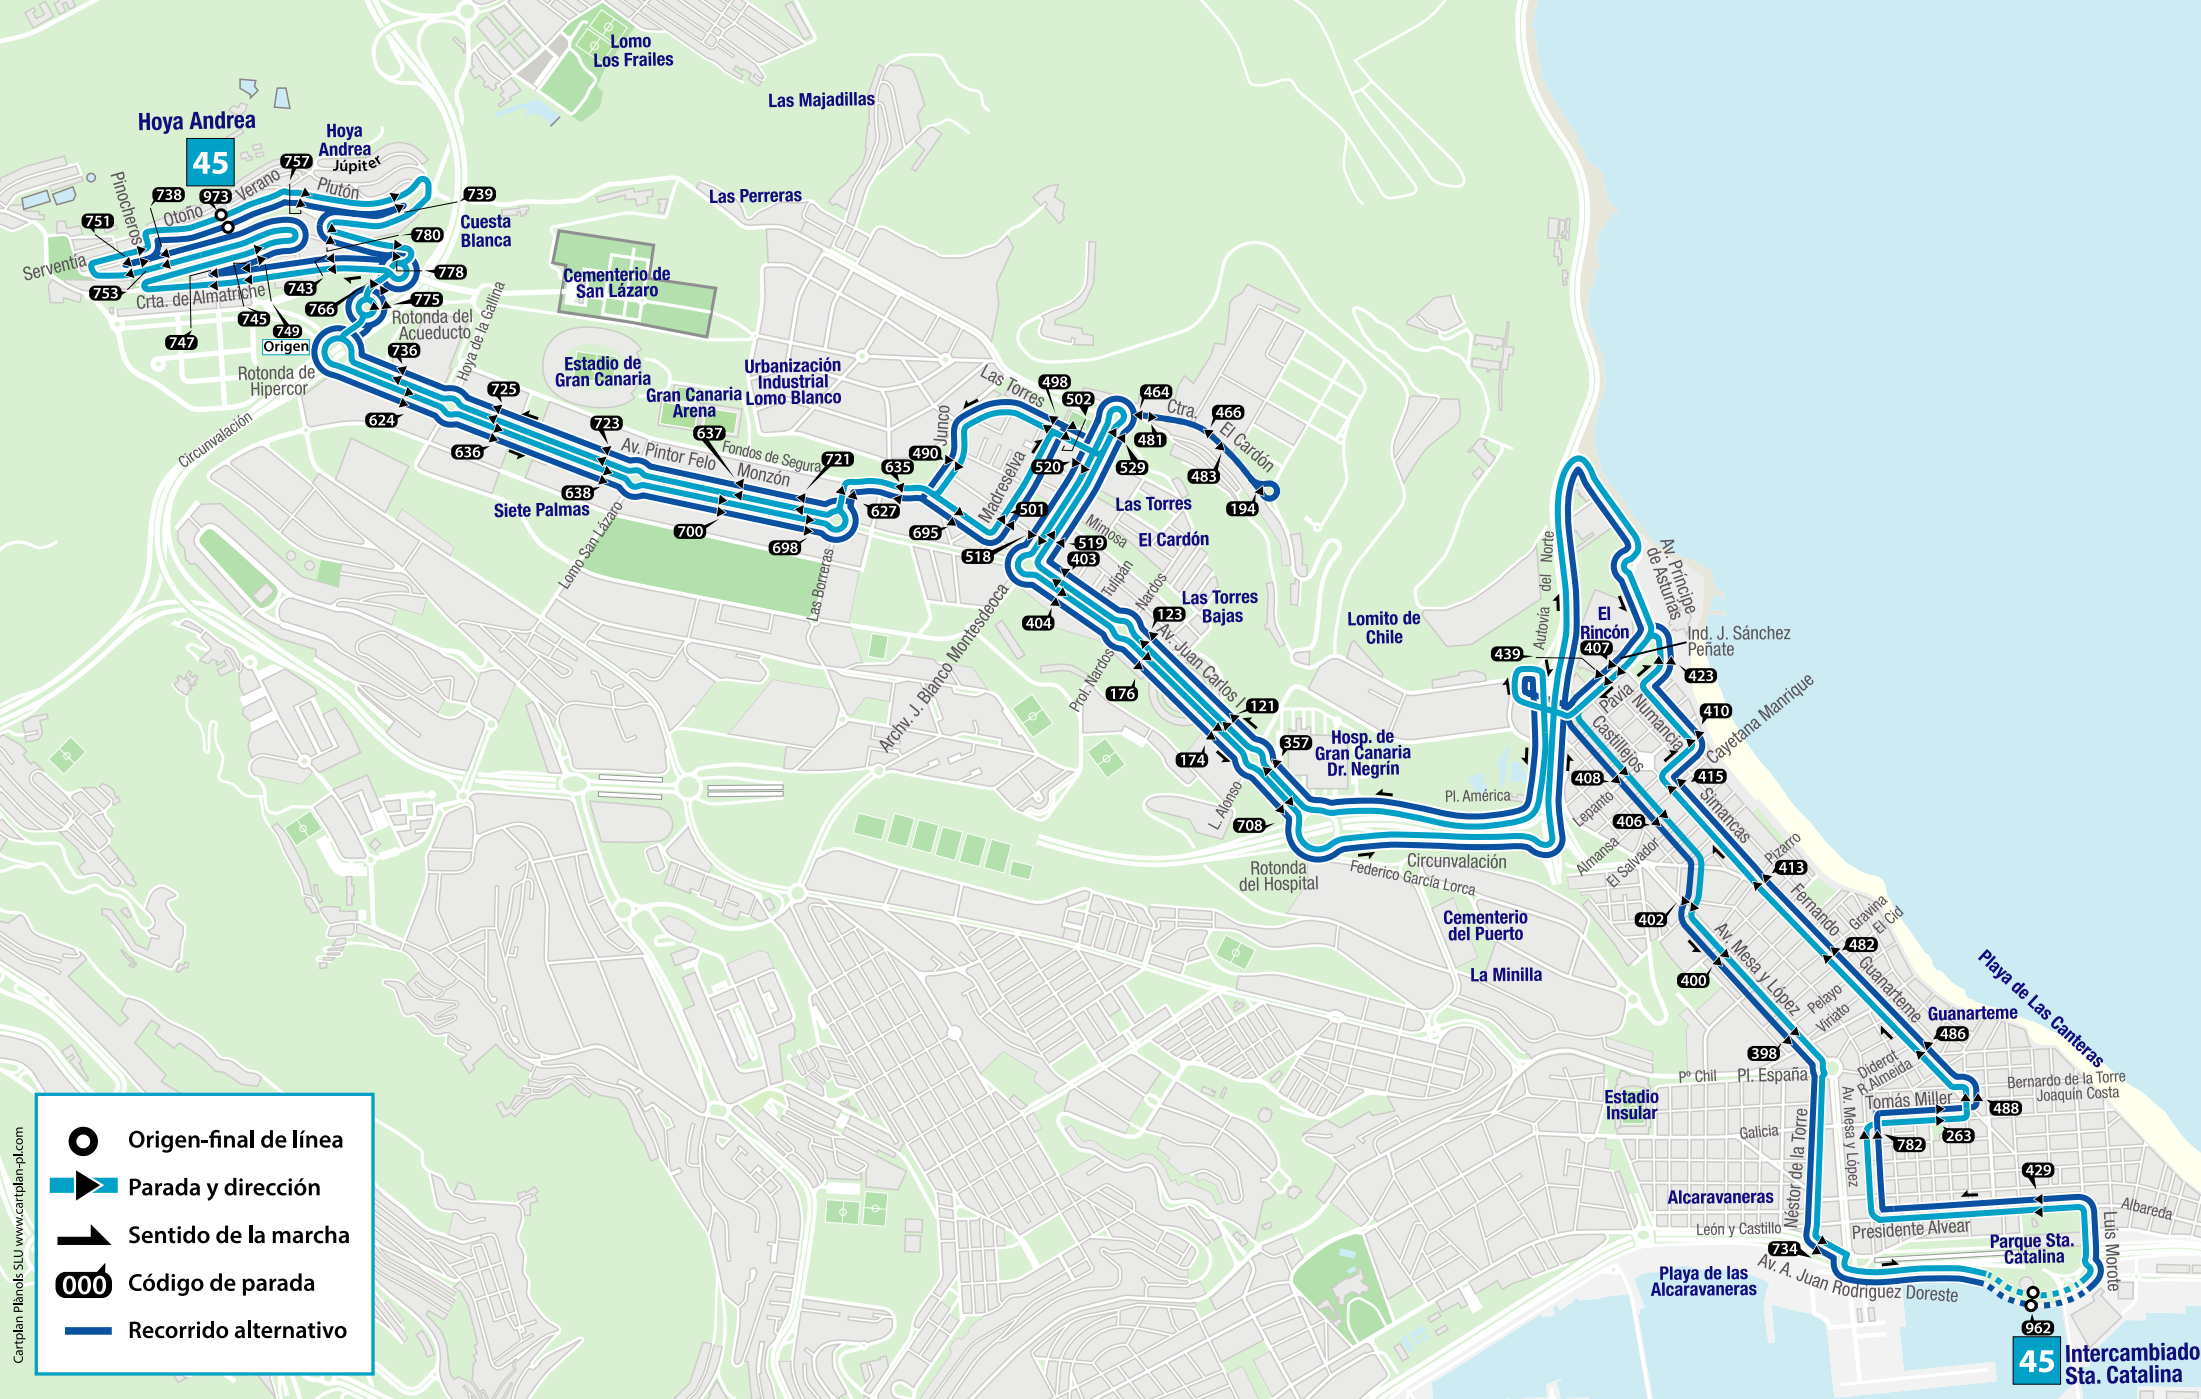 Lomo
Los Frailes
Las Majadillas
Hoya Andrea
45
Hoya
Andrea
Júpiter
757
738
973
Verano
Plutón
739
Pinocheros
Otoño
751
Cuesta
Blanca
780
Serventía
778
753
Crta. de Almatriche
743
766
775
Rotonda del
Acueducto
745
749
747
Origen
Rotonda de
Hipercor
Circunvalación
Hoya de la Gallina
736
624
725
636
Las Perreras
Cementerio de
San Lázaro
Estadio de
Gran Canaria
Gran Canaria
Arena
Urbanización
Industrial
Lomo Blanco
723
Av. Pintor Felo
Monzón
637
Fondos de Segura
721
638
Siete Palmas
Lomo San Lázaro
700
698
Las Borreras
635
627
490
Junco
695
Las Torres
498
502
464
Ctra.
466
El Cardón
481
483
194
520
529
Madreselva
501
518
Las Torres
Mimosa
El Cardón
519
403
Tulipán
Nardos
404
Las Torres
Bajas
123
Av. Juan Carlos I
Archv. J. Blanco Montesdeoca
Prol. Nardos
176
121
174
357
L. Alonso
708
Hosp. de
Gran Canaria
Dr. Negrín
Lomito de
Chile
Pl. América
Rotonda
del Hospital
Circunvalación
Federico García Lorca
Cementerio
del Puerto
La Minilla
Autovía del Norte
Av. Príncipe
de Asturias
El
Rincón
407
439
Ind. J. Sánchez
Peñate
423
Pavia
Numancia
Castillejos
410
Cayetana Manrique
408
415
Lepanto
406
Simancas
Almansa
El Salvador
Pizarro
413
402
Fernando
Gravina
El Cid
Av. Mesa y López
482
400
Guanarteme
Pelayo
Viriato
Playa de Las Canteras
Guanarteme
486
398
Diderot
R.Almeida
Pº Chil
Pl. España
Bernardo de la Torre
Joaquín Costa
Tomás Miller
488
263
782
Estadio
Insular
Galicia
Néstor de la Torre
Av. Mesa y López
429
Alcaravaneras
León y Castillo
Presidente Alvear
Albareda
Luis Morote
734
Parque Sta.
Catalina
Playa de las
Alcaravaneras
Av. A. Juan Rodriguez Doreste
962
45
Intercambiador
Sta. Catalina
Origen-final de línea
Parada y dirección
Sentido de la marcha
000
Código de parada
Recorrido alternativo
Cartplan Plànols SLU www.cartplan-pl.com